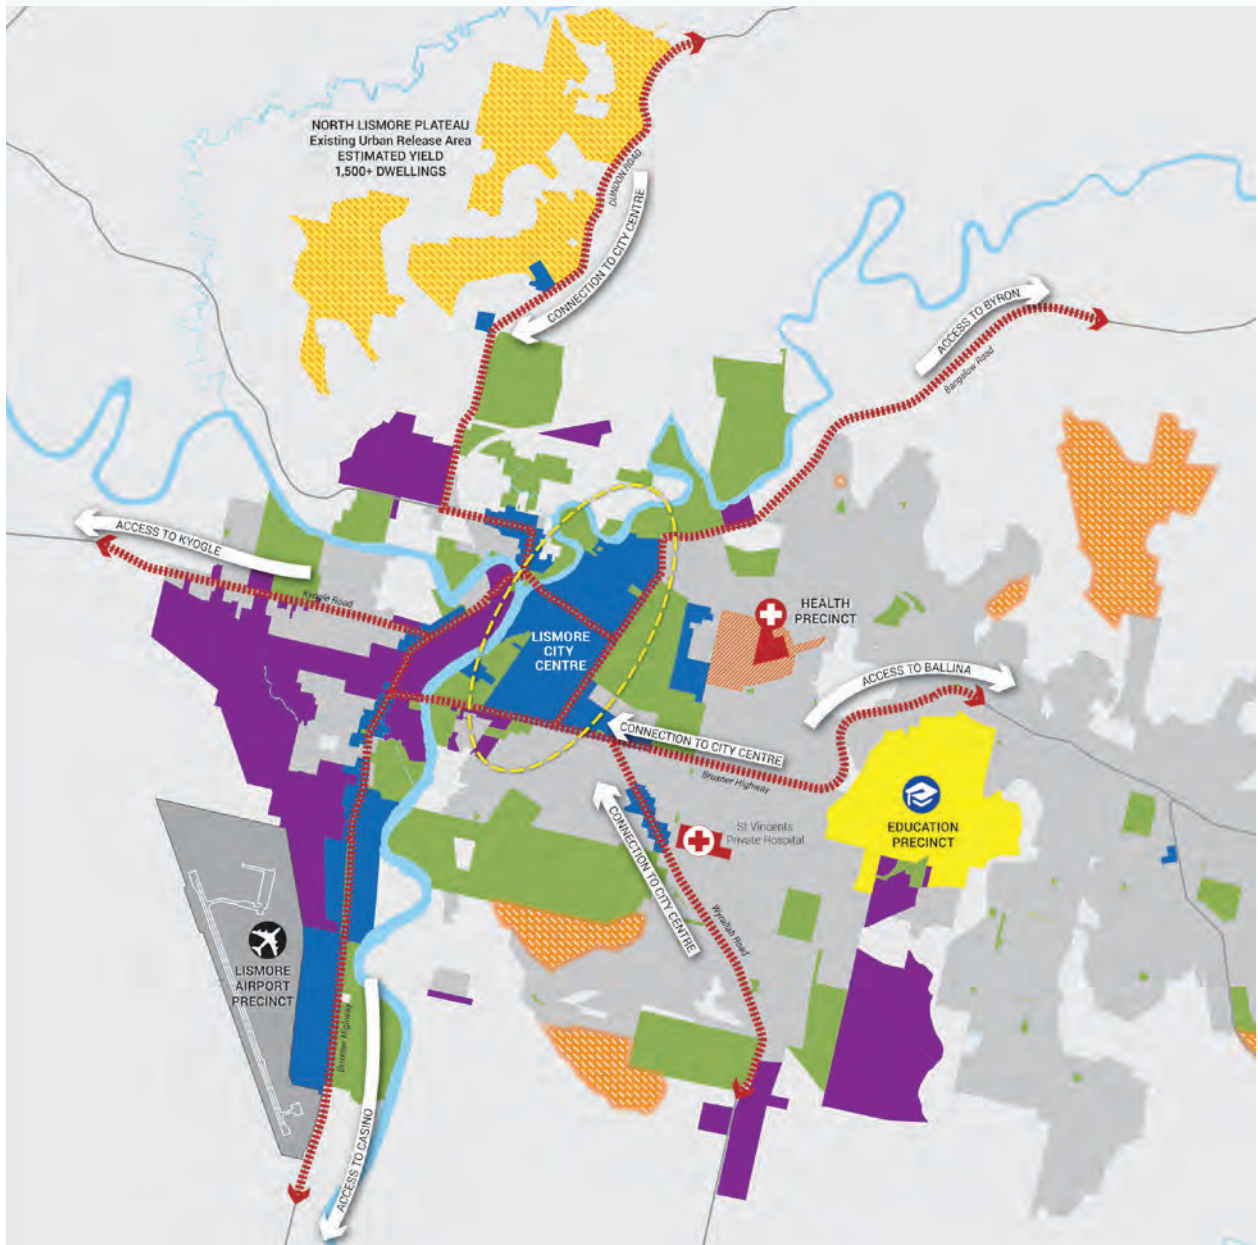 NORTH LISMORE PLATEAU
Existing Urban Release Area
ESTIMATED YIELD
1,500+ DWELLINGS
DUNOON ROAD
CONNECTION TO CITY CENTRE
ACCESS TO BYRON
Bangalow Road
ACCESS TO KYOGLE
Kyogle Road
LISMORE
CITY
CENTRE
HEALTH
PRECINCT
ACCESS TO BALLINA
CONNECTION TO CITY CENTRE
Bruxner Highway
EDUCATION
PRECINCT
St Vincents
Private Hospital
CONNECTION TO CITY CENTRE
Wyrallah Road
LISMORE
AIRPORT
PRECINCT
Bruxner Highway
ACCESS TO CASINO